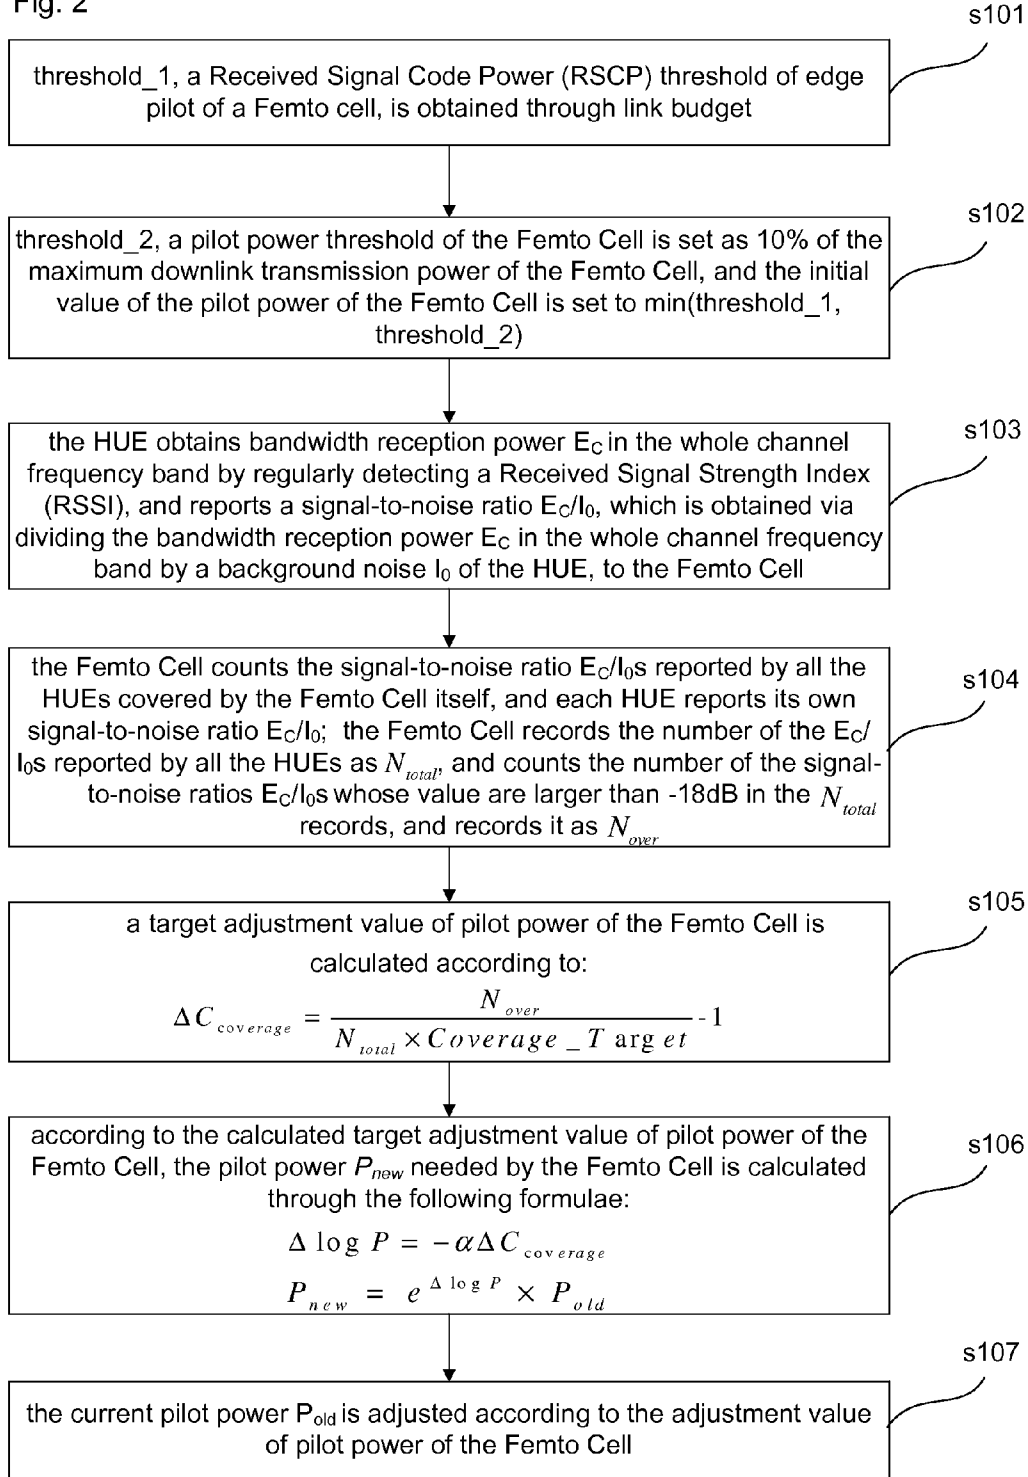 Fig. 2
s101
threshold_1, a Received Signal Code Power (RSCP) threshold of edge
pilot of a Femto cell, is obtained through link budget
s102
threshold_2, a pilot power threshold of the Femto Cell is set as 10% of the
maximum downlink transmission power of the Femto Cell, and the initial
value of the pilot power of the Femto Cell is set to min(threshold_1,
threshold_2)
s103
the HUE obtains bandwidth reception power E_C in the whole channel
frequency band by regularly detecting a Received Signal Strength Index
(RSSI), and reports a signal-to-noise ratio E_C/I_0, which is obtained via
dividing the bandwidth reception power E_C in the whole channel frequency
band by a background noise I_0 of the HUE, to the Femto Cell
s104
the Femto Cell counts the signal-to-noise ratio E_C/I_0s reported by all the
HUEs covered by the Femto Cell itself, and each HUE reports its own
signal-to-noise ratio E_C/I_0; the Femto Cell records the number of the E_C/
I_0s reported by all the HUEs as N_total, and counts the number of the signal-
to-noise ratios E_C/I_0s whose value are larger than -18dB in the N_total
records, and records it as N_over
s105
a target adjustment value of pilot power of the Femto Cell is
calculated according to:
ΔC_coverage = N_over / (N_total × Coverage_Target) - 1
s106
according to the calculated target adjustment value of pilot power of the
Femto Cell, the pilot power P_new needed by the Femto Cell is calculated
through the following formulae:
Δ log P = -αΔC_coverage
P_new = e^{Δ log P} × P_old
s107
the current pilot power P_old is adjusted according to the adjustment value
of pilot power of the Femto Cell